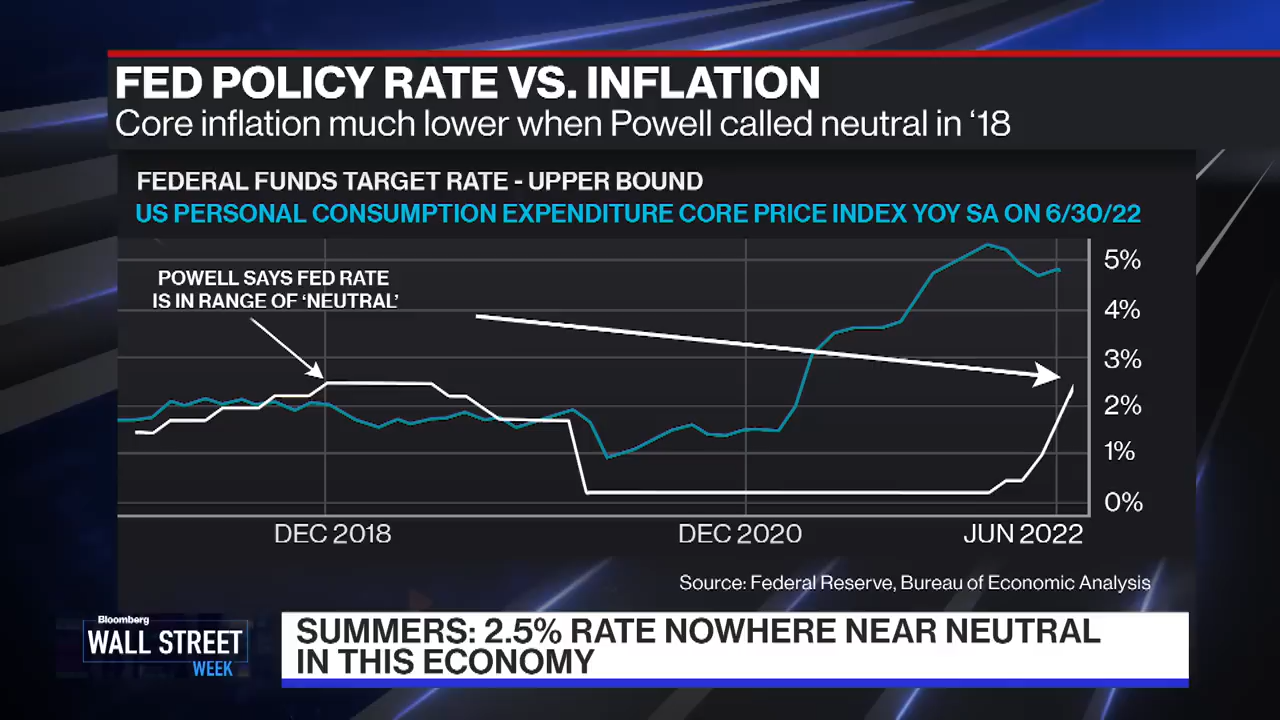 FED POLICY RATE VS. INFLATION
Core inflation much lower when Powell called neutral in ‘18
FEDERAL FUNDS TARGET RATE - UPPER BOUND
US PERSONAL CONSUMPTION EXPENDITURE CORE PRICE INDEX YOY SA ON 6/30/22
POWELL SAYS FED RATE
IS IN RANGE OF ‘NEUTRAL’
5%
4%
3%
2%
1%
0%
DEC 2018
DEC 2020
JUN 2022
Source: Federal Reserve, Bureau of Economic Analysis
Bloomberg
WALL STREET
WEEK
SUMMERS: 2.5% RATE NOWHERE NEAR NEUTRAL
IN THIS ECONOMY